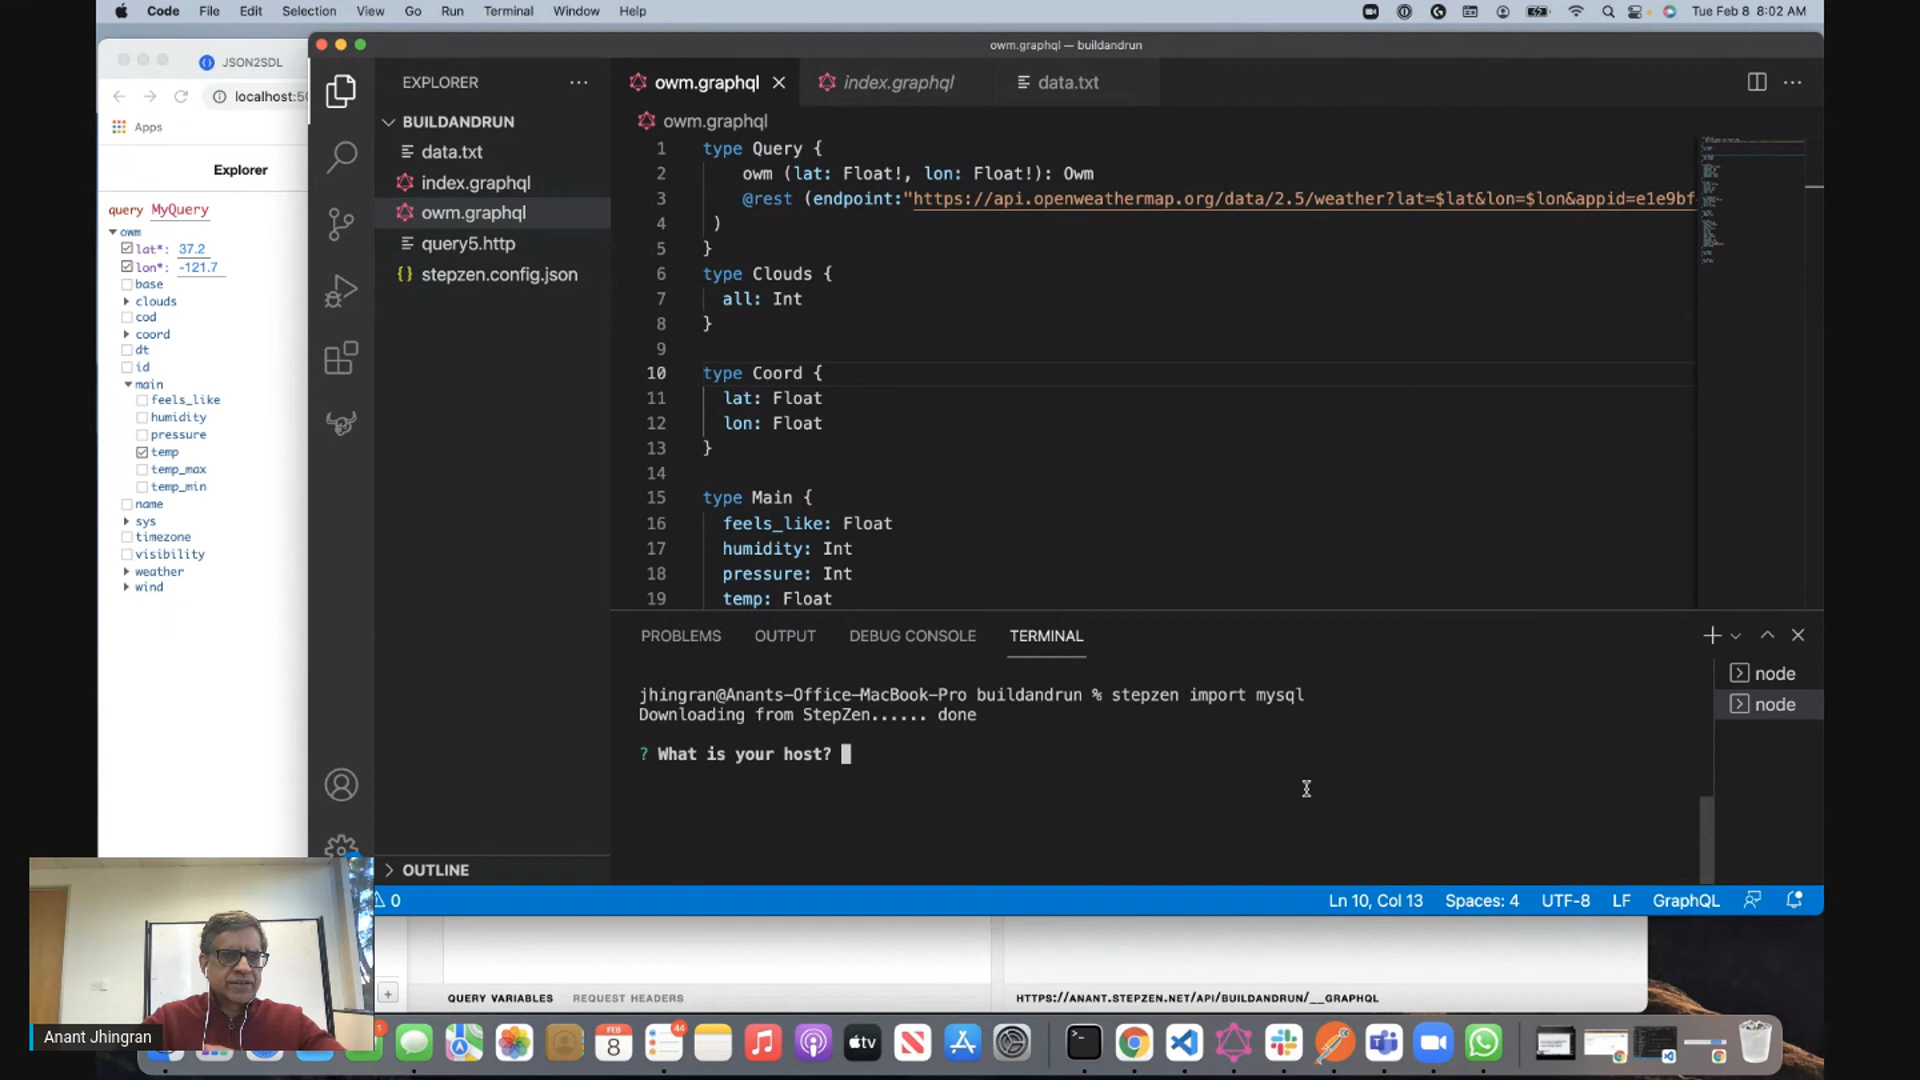 Code File Edit Selection View Go Run Terminal Window Help
Tue Feb 8 8:02 AM
JSON2SDL
localhost:50
Apps
Explorer
query MyQuery
owm
lat*: 37.2
lon*: -121.7
base
clouds
cod
coord
dt
id
main
feels_like
humidity
pressure
temp
temp_max
temp_min
name
sys
timezone
visibility
weather
wind
owm.graphql — buildandrun
EXPLORER
BUILDANDRUN
data.txt
index.graphql
owm.graphql
query5.http
{} stepzen.config.json
OUTLINE
owm.graphql
index.graphql
data.txt
owm.graphql
1 type Query {
2 owm (lat: Float!, lon: Float!): Owm
3 @rest (endpoint:"https://api.openweathermap.org/data/2.5/weather?lat=$lat&lon=$lon&appid=e1e9bf
4 )
5 }
6 type Clouds {
7 all: Int
8 }
9
10 type Coord {
11 lat: Float
12 lon: Float
13 }
14
15 type Main {
16 feels_like: Float
17 humidity: Int
18 pressure: Int
19 temp: Float
PROBLEMS OUTPUT DEBUG CONSOLE TERMINAL
node
node
jhingran@Anants-Office-MacBook-Pro buildandrun % stepzen import mysql
Downloading from StepZen...... done
? What is your host?
0
Ln 10, Col 13 Spaces: 4 UTF-8 LF GraphQL
QUERY VARIABLES REQUEST HEADERS
HTTPS://ANANT.STEPZEN.NET/API/BUILDANDRUN/__GRAPHQL
Anant Jhingran
1
FEB
8
44
tv